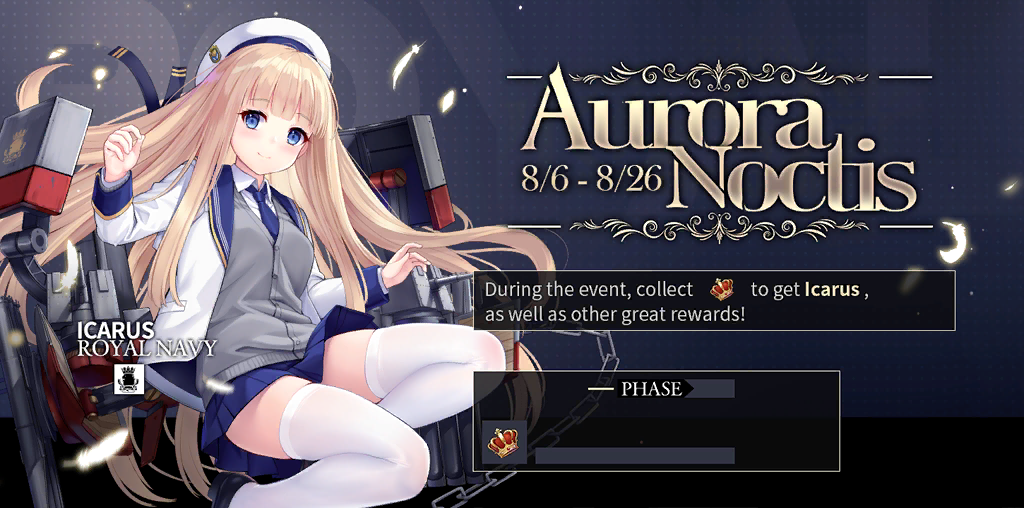 Aurora
8/6 - 8/26 Noctis
During the event, collect to get Icarus ,
as well as other great rewards!
ICARUS
ROYAL NAVY
PHASE